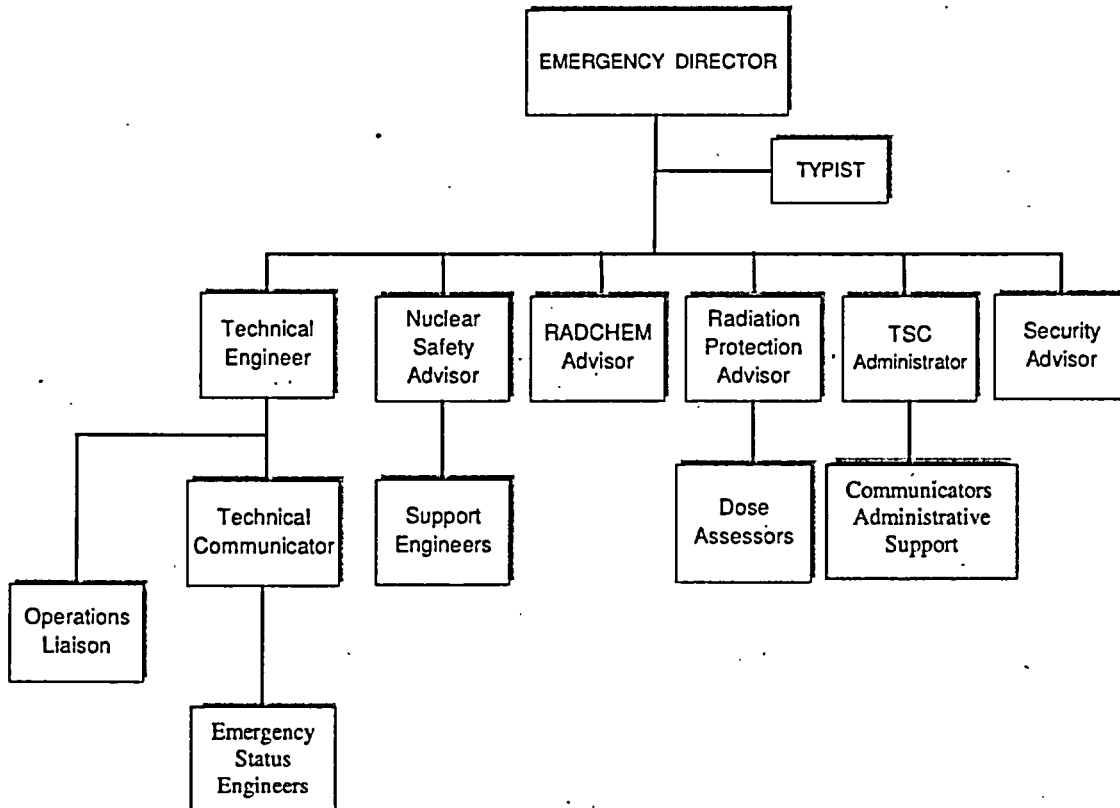 EMERGENCY DIRECTOR
TYPIST
Technical
Engineer
Nuclear
Safety
Advisor
RADCHEM
Advisor
Radiation
Protection
Advisor
TSC
Administrator
Security
Advisor
Technical
Communicator
Support
Engineers
Dose
Assessors
Communicators
Administrative
Support
Operations
Liaison
Emergency
Status
Engineers